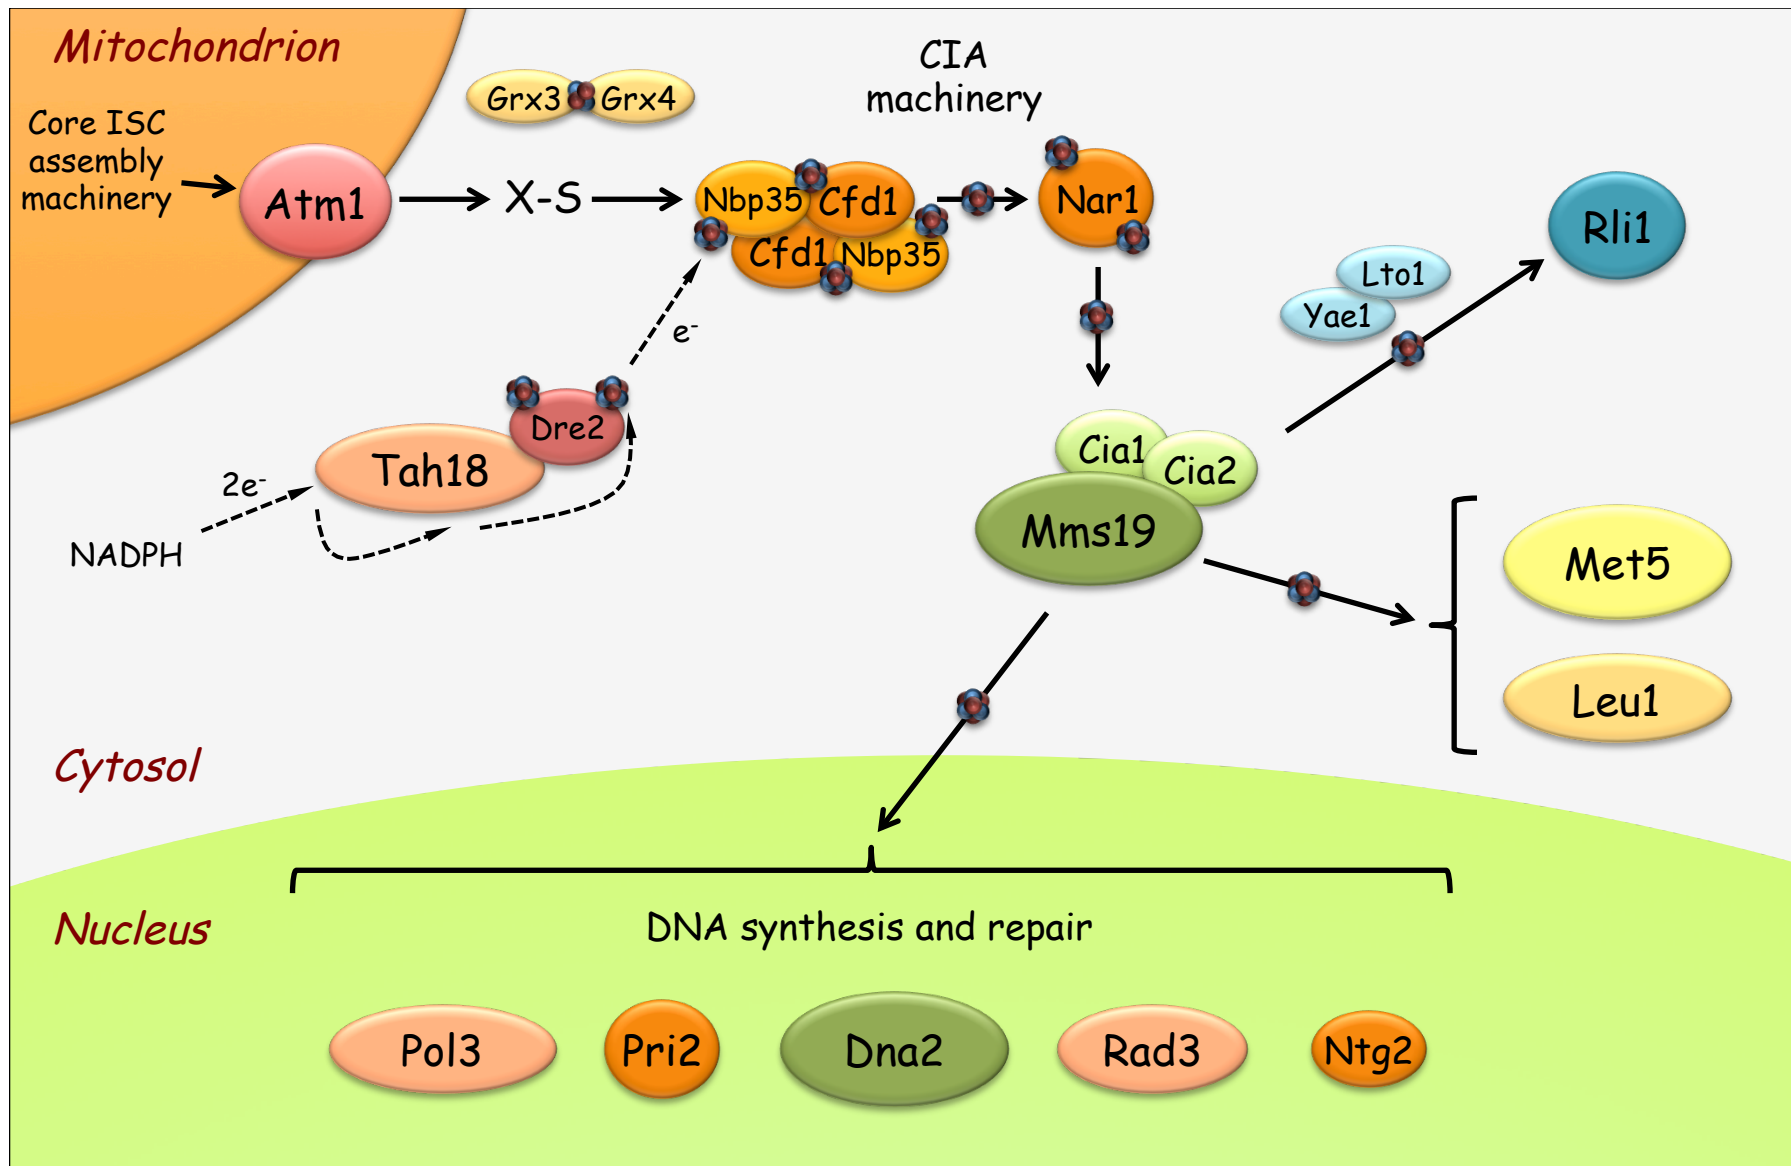 Mitochondrion
Core ISC
assembly
machinery
Atm1
X-S
Grx3
Grx4
CIA
machinery
Nbp35
Cfd1
Cfd1
Nbp35
Nar1
Rli1
Lto1
Yae1
e-
Dre2
Tah18
2e-
NADPH
Cia1
Cia2
Mms19
Met5
Leu1
Cytosol
Nucleus
DNA synthesis and repair
Pol3
Pri2
Dna2
Rad3
Ntg2